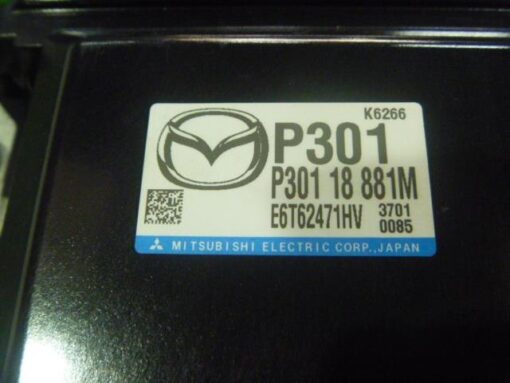 K6266
P301
P301 18 881M
E6T62471HV 3701
0085
MITSUBISHI ELECTRIC CORP.,JAPAN